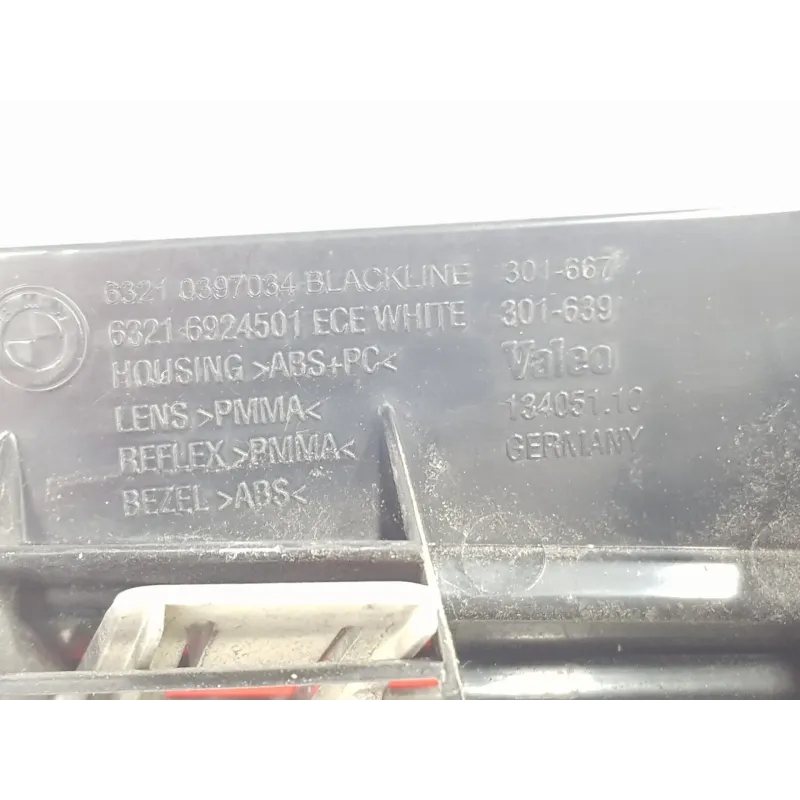 6321 0397034 BLACKLINE 301-667
6321 6924501 ECE WHITE 301-639
HOUSING >ABS+PC< Valeo
LENS >PMMA< 134051.10
REFLEX >PMMA< GERMANY
BEZEL >ABS<